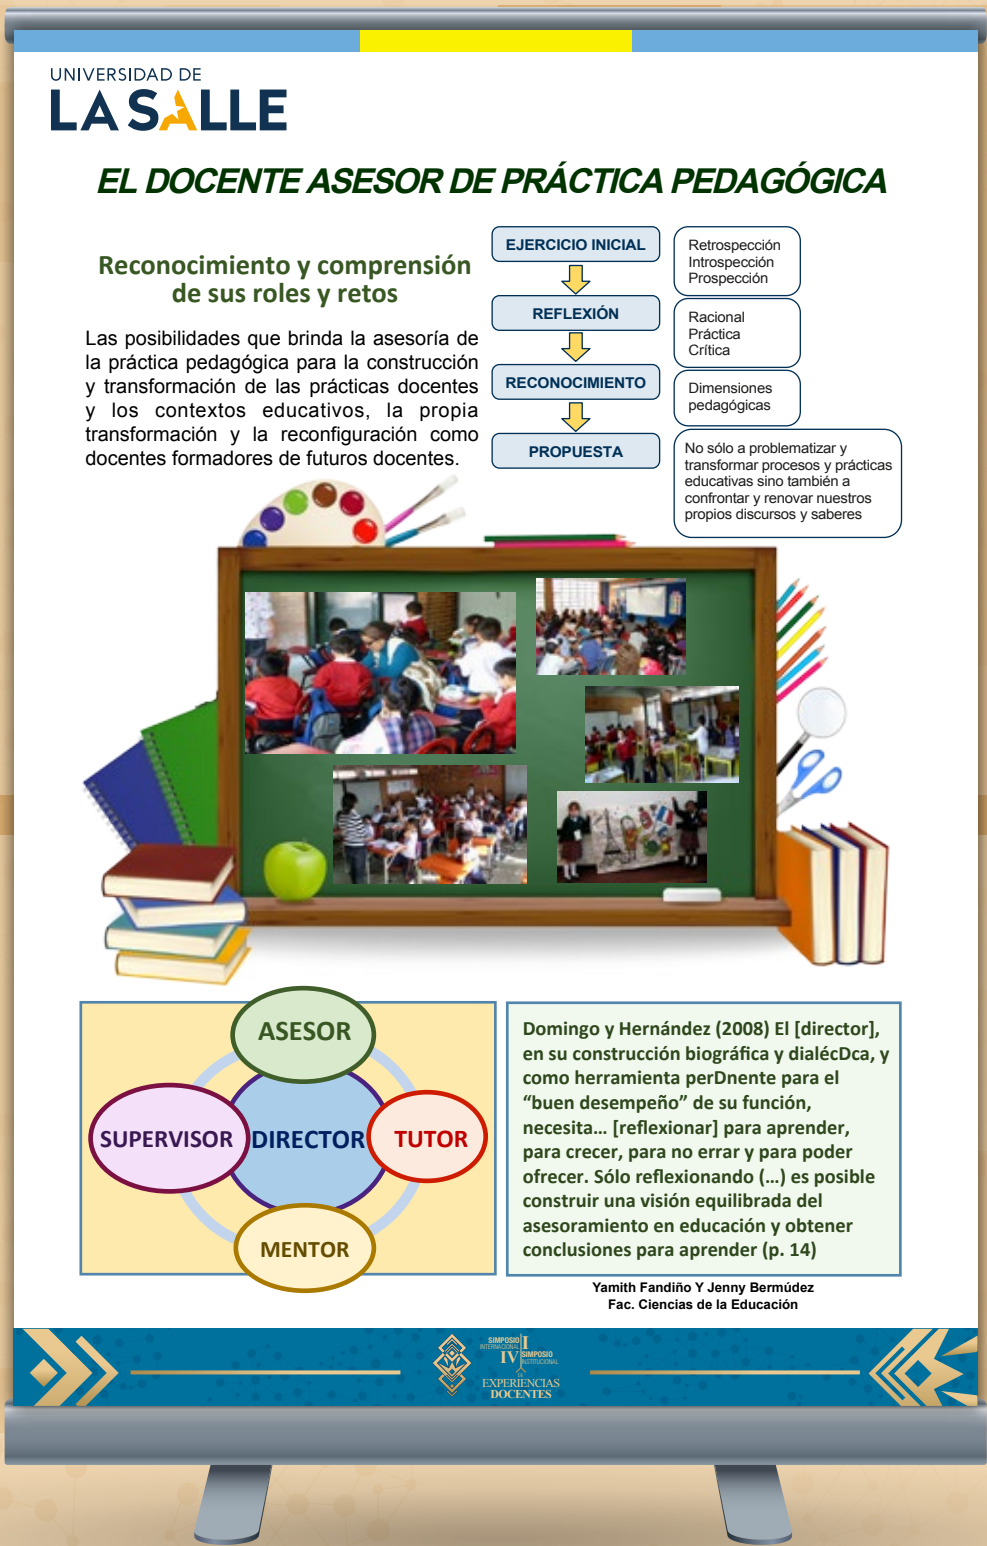 UNIVERSIDAD DE
LA SALLE
EL DOCENTE ASESOR DE PRÁCTICA PEDAGÓGICA
Reconocimiento y comprensión
de sus roles y retos
Las posibilidades que brinda la asesoría de
la práctica pedagógica para la construcción
y transformación de las prácticas docentes
y los contextos educativos, la propia
transformación y la reconfiguración como
docentes formadores de futuros docentes.
EJERCICIO INICIAL
Retrospección
Introspección
Prospección
REFLEXIÓN
Racional
Práctica
Crítica
RECONOCIMIENTO
Dimensiones
pedagógicas
PROPUESTA
No sólo a problematizar y
transformar procesos y prácticas
educativas sino también a
confrontar y renovar nuestros
propios discursos y saberes
ASESOR
SUPERVISOR
DIRECTOR
TUTOR
MENTOR
Domingo y Hernández (2008) El [director],
en su construcción biográfica y dialécDca, y
como herramienta perDnente para el
“buen desempeño” de su función,
necesita... [reflexionar] para aprender,
para crecer, para no errar y para poder
ofrecer. Sólo reflexionando (...) es posible
construir una visión equilibrada del
asesoramiento en educación y obtener
conclusiones para aprender (p. 14)
Yamith Fandiño Y Jenny Bermúdez
Fac. Ciencias de la Educación
SIMPOSIO
INTERNACIONAL
I
IV
SIMPOSIO
INSTITUCIONAL
EXPERIENCIAS
DOCENTES